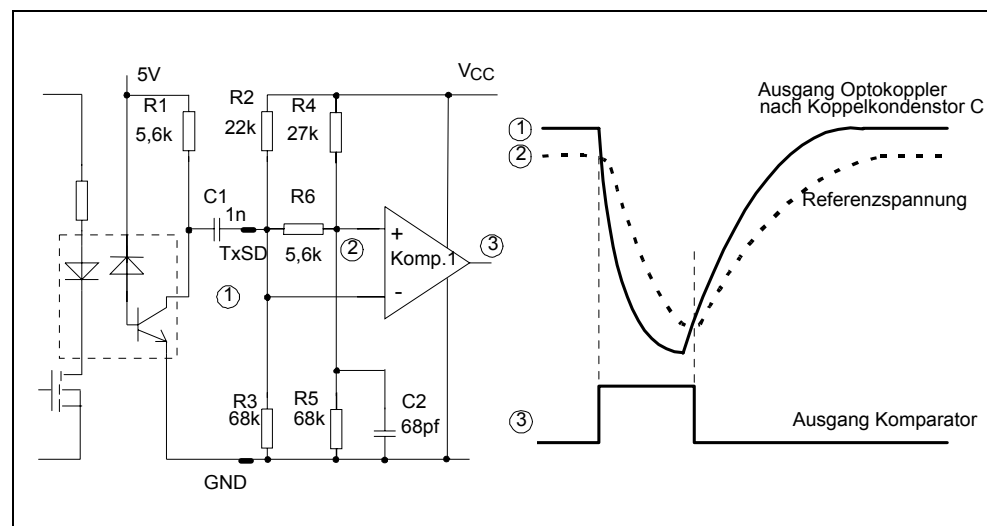 5V
R1
5,6k
R2
22k
R4
27k
VCC
C1
1n
TxSD
R6
5,6k
①
②
+
Komp.1
-
③
R3
68k
R5
68k
C2
68pf
GND
Ausgang Optokoppler
nach Koppelkondenstor C
①
②
Referenzspannung
③
Ausgang Komparator